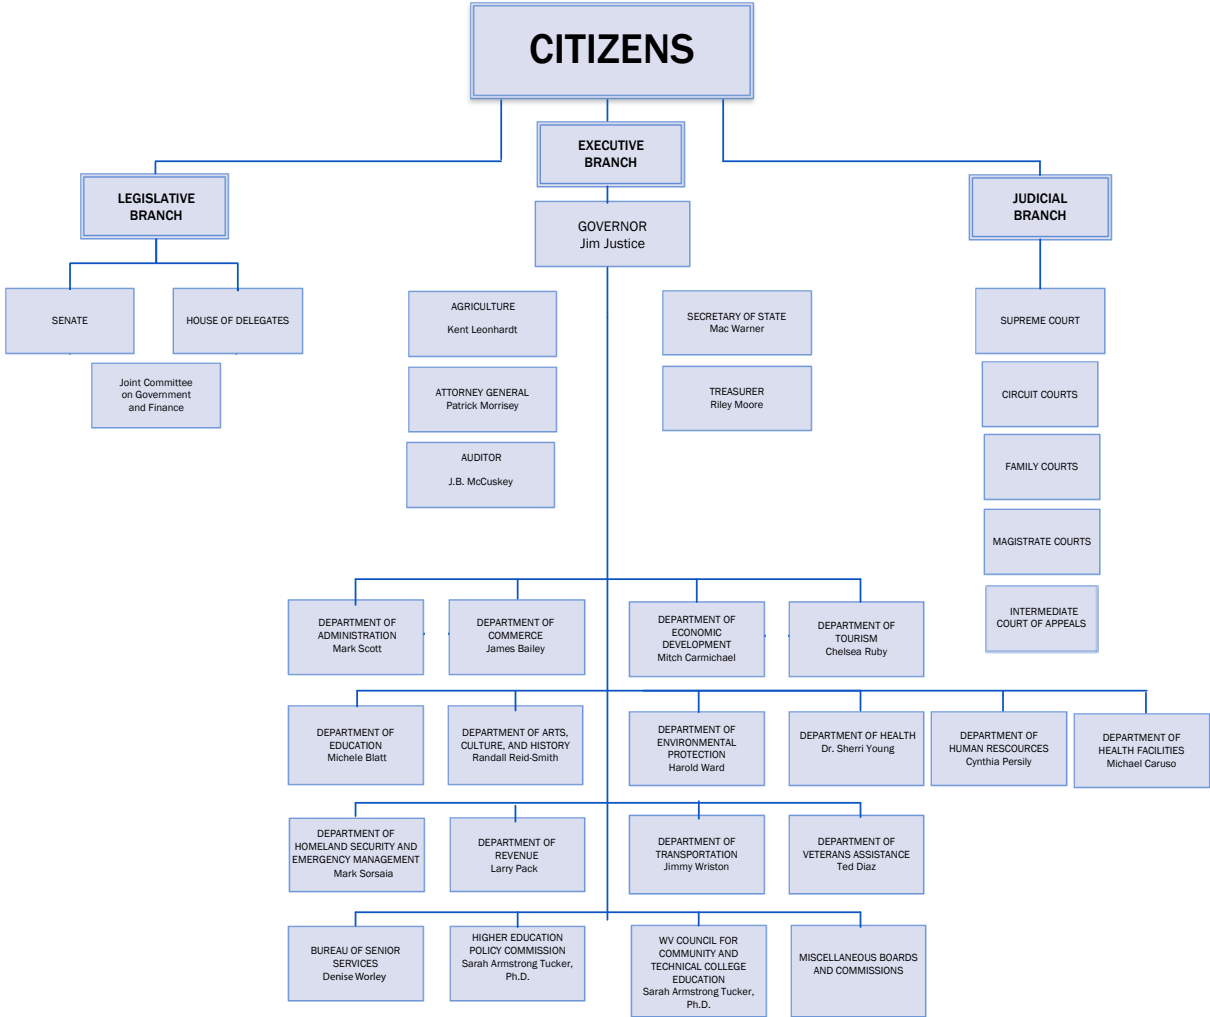 CITIZENS
EXECUTIVE
BRANCH
LEGISLATIVE
BRANCH
JUDICIAL
BRANCH
GOVERNOR
Jim Justice
SENATE
HOUSE OF DELEGATES
Joint Committee
on Government
and Finance
AGRICULTURE
Kent Leonhardt
SECRETARY OF STATE
Mac Warner
ATTORNEY GENERAL
Patrick Morrisey
TREASURER
Riley Moore
AUDITOR
J.B. McCuskey
SUPREME COURT
CIRCUIT COURTS
FAMILY COURTS
MAGISTRATE COURTS
INTERMEDIATE
COURT OF APPEALS
DEPARTMENT OF
ADMINISTRATION
Mark Scott
DEPARTMENT OF
COMMERCE
James Bailey
DEPARTMENT OF
ECONOMIC
DEVELOPMENT
Mitch Carmichael
DEPARTMENT OF
TOURISM
Chelsea Ruby
DEPARTMENT OF
EDUCATION
Michele Blatt
DEPARTMENT OF ARTS,
CULTURE, AND HISTORY
Randall Reid-Smith
DEPARTMENT OF
ENVIRONMENTAL
PROTECTION
Harold Ward
DEPARTMENT OF HEALTH
Dr. Sherri Young
DEPARTMENT OF
HUMAN RESCOURCES
Cynthia Persily
DEPARTMENT OF
HEALTH FACILITIES
Michael Caruso
DEPARTMENT OF
HOMELAND SECURITY AND
EMERGENCY MANAGEMENT
Mark Sorsaia
DEPARTMENT OF
REVENUE
Larry Pack
DEPARTMENT OF
TRANSPORTATION
Jimmy Wriston
DEPARTMENT OF
VETERANS ASSISTANCE
Ted Diaz
BUREAU OF SENIOR
SERVICES
Denise Worley
HIGHER EDUCATION
POLICY COMMISSION
Sarah Armstrong Tucker,
Ph.D.
WV COUNCIL FOR
COMMUNITY AND
TECHNICAL COLLEGE
EDUCATION
Sarah Armstrong Tucker,
Ph.D.
MISCELLANEOUS BOARDS
AND COMMISSIONS